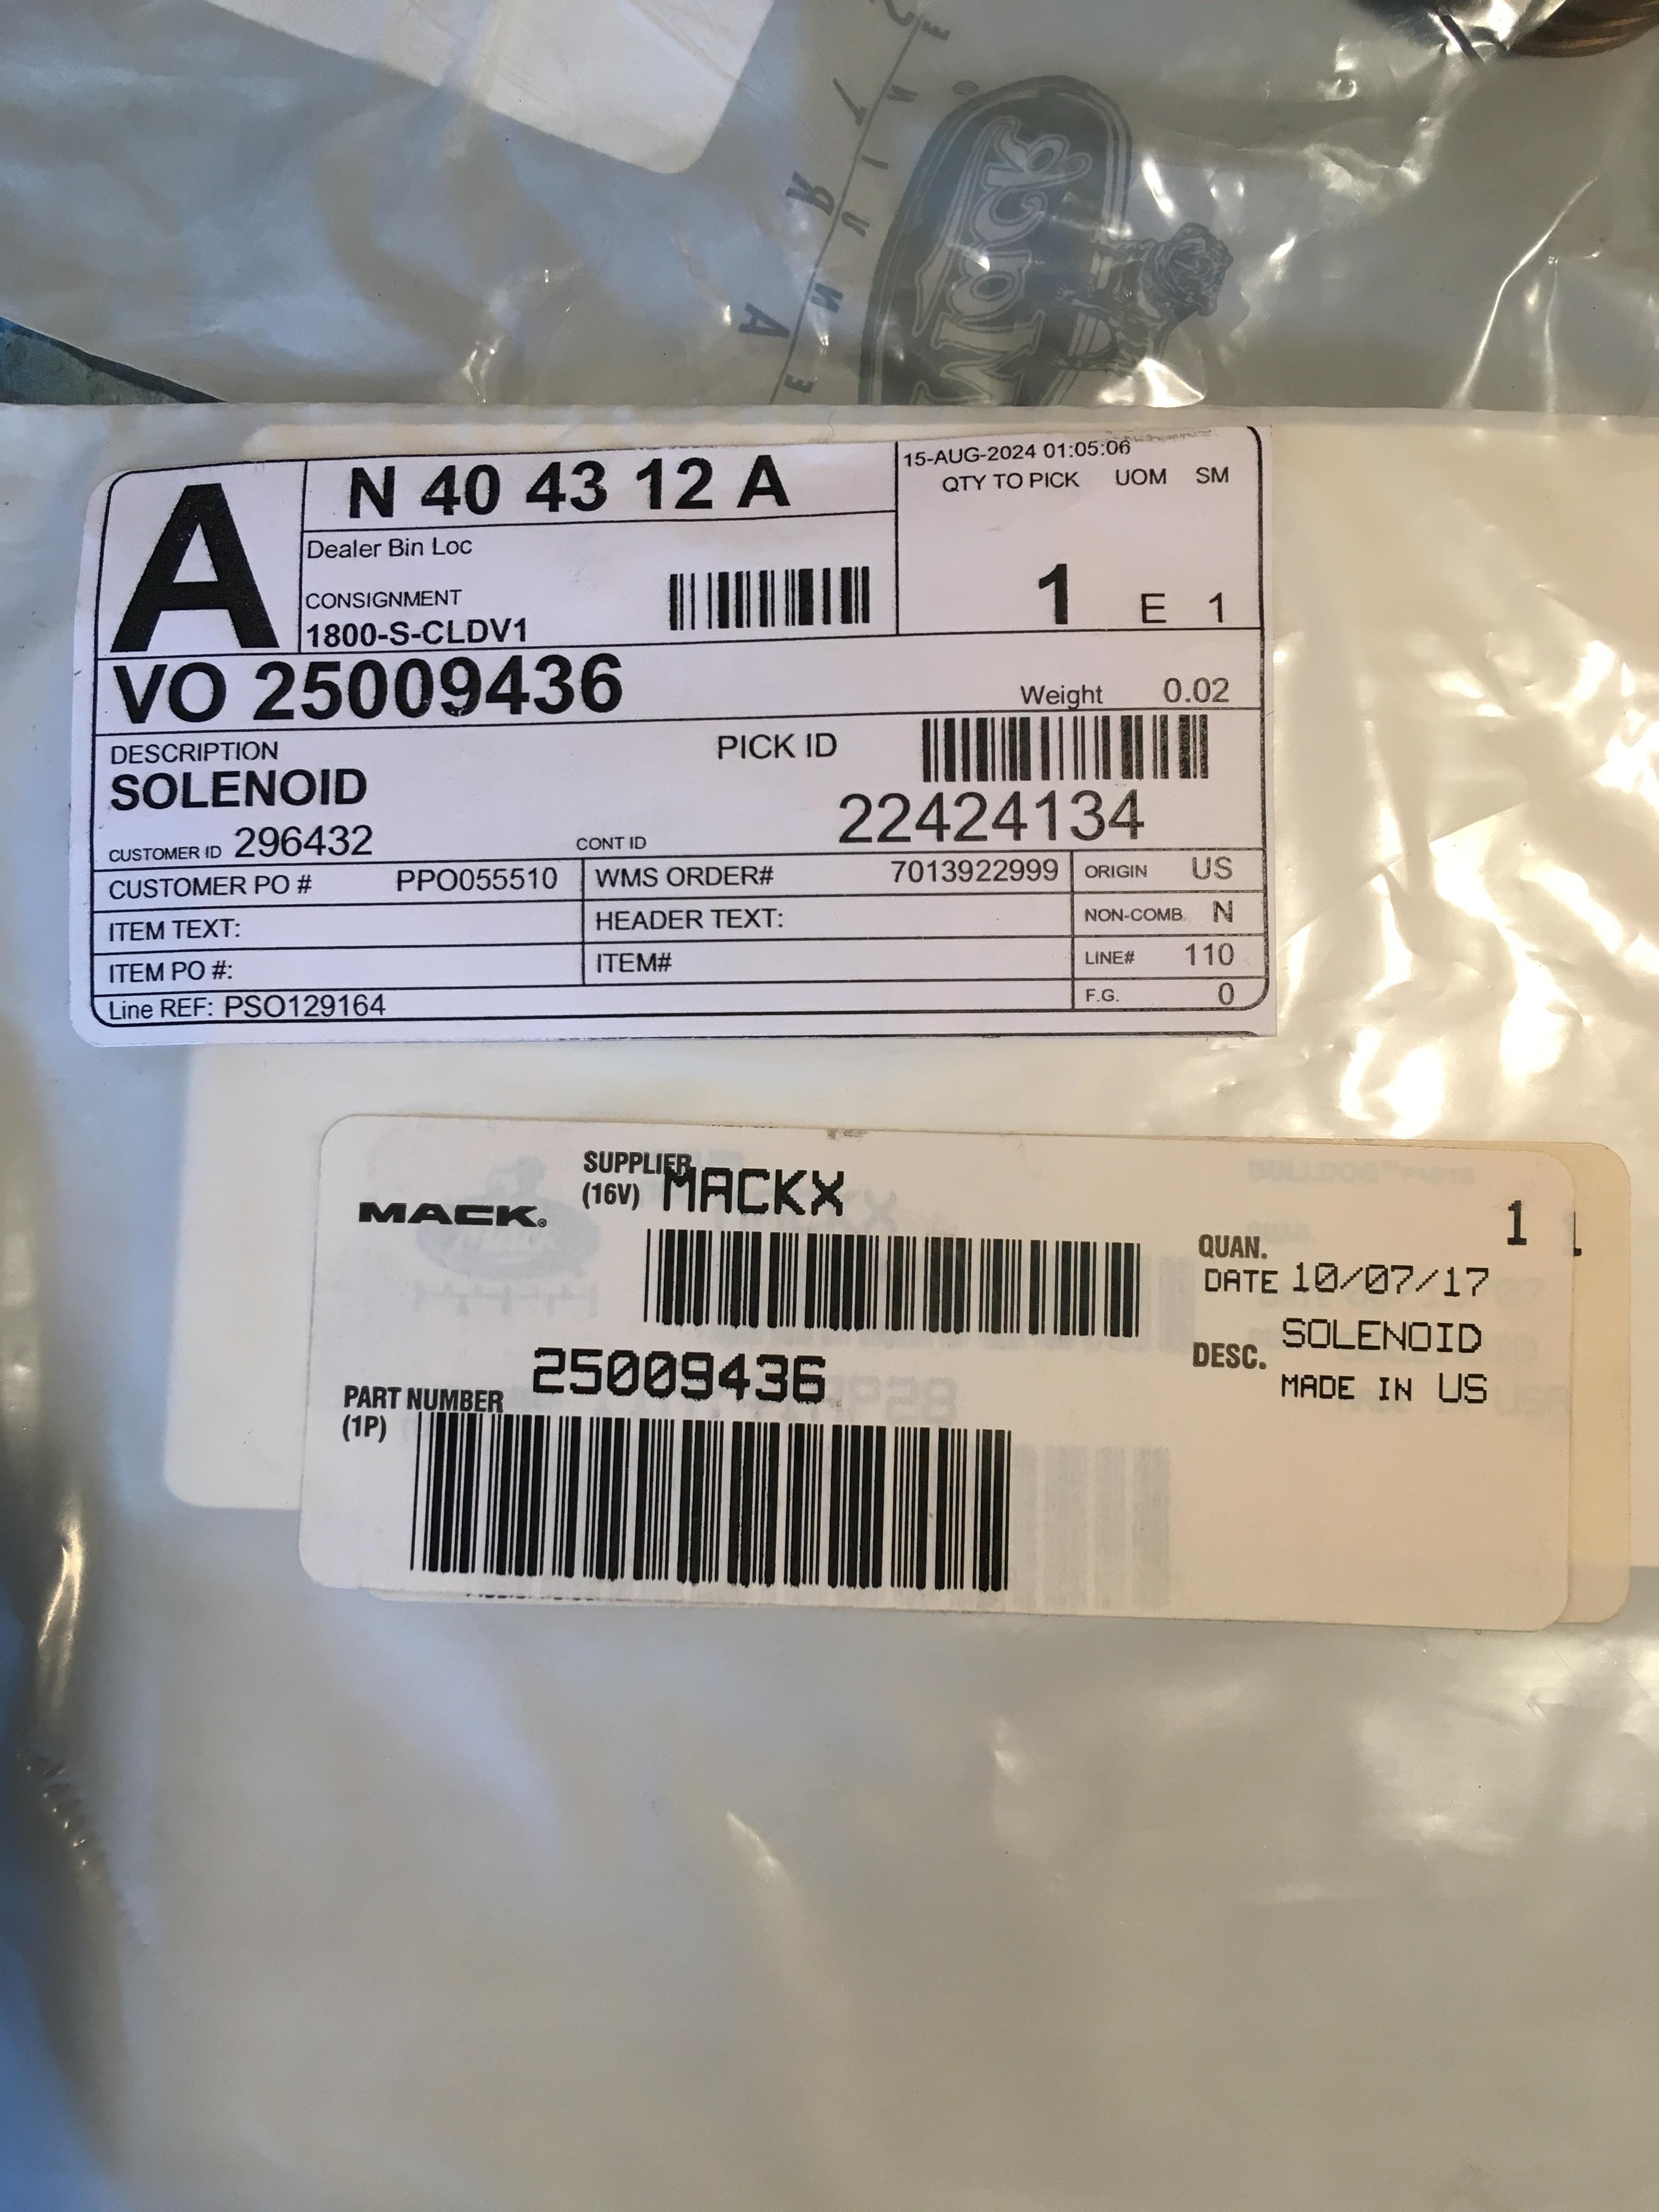 Mack
A
N 40 43 12 A
15-AUG-2024 01:05:06
QTY TO PICK UOM SM
Dealer Bin Loc
CONSIGNMENT
1800-S-CLDV1
1 E 1
VO 25009436
Weight 0.02
DESCRIPTION
SOLENOID
PICK ID
22424134
CUSTOMER ID 296432
CONT ID
CUSTOMER PO # PPO055510 WMS ORDER# 7013922999 ORIGIN US
ITEM TEXT: HEADER TEXT: NON-COMB. N
ITEM PO #: ITEM# LINE# 110
Line REF: PSO129164 F.G. 0
MACK®
SUPPLIER
(16V) MACKX
QUAN. 1 1
DATE 10/07/17
DESC. SOLENOID
MADE IN US
PART NUMBER 25009436
(1P)